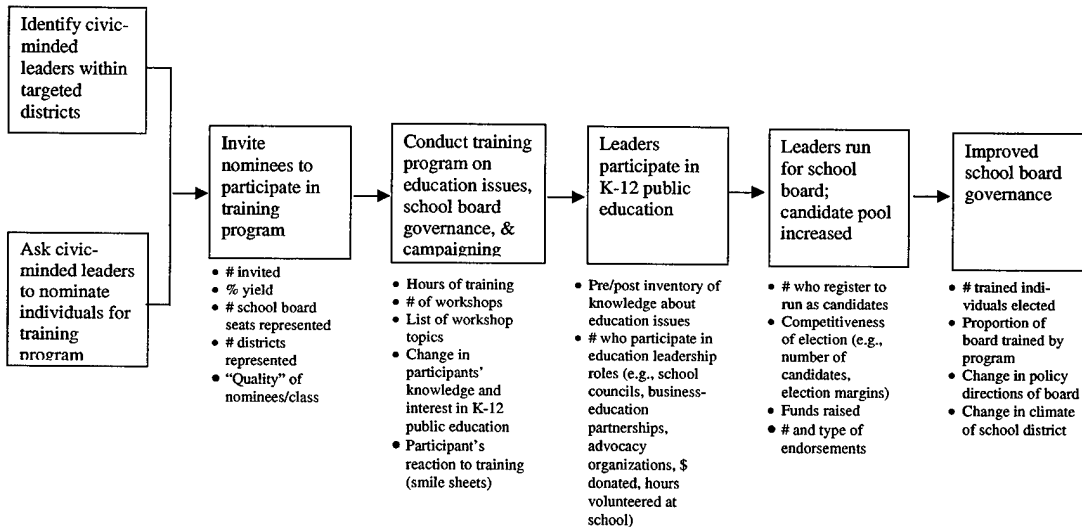 Identify civic-
minded
leaders within
targeted
districts
Ask civic-
minded leaders
to nominate
individuals for
training
program
Invite
nominees to
participate in
training
program
• # invited
• % yield
• # school board
seats represented
• # districts
represented
• “Quality” of
nominees/class
Conduct training
program on
education issues,
school board
governance, &
campaigning
• Hours of training
• # of workshops
• List of workshop
topics
• Change in
participants’
knowledge and
interest in K-12
public education
• Participant’s
reaction to training
(smile sheets)
Leaders
participate in
K-12 public
education
• Pre/post inventory of
knowledge about
education issues
• # who participate in
education leadership
roles (e.g., school
councils, business-
education
partnerships,
advocacy
organizations, $
donated, hours
volunteered at
school)
Leaders run
for school
board;
candidate pool
increased
• # who register to
run as candidates
• Competitiveness
of election (e.g.,
number of
candidates,
election margins)
• Funds raised
• # and type of
endorsements
Improved
school board
governance
• # trained indi-
viduals elected
• Proportion of
board trained by
program
• Change in policy
directions of board
• Change in climate
of school district